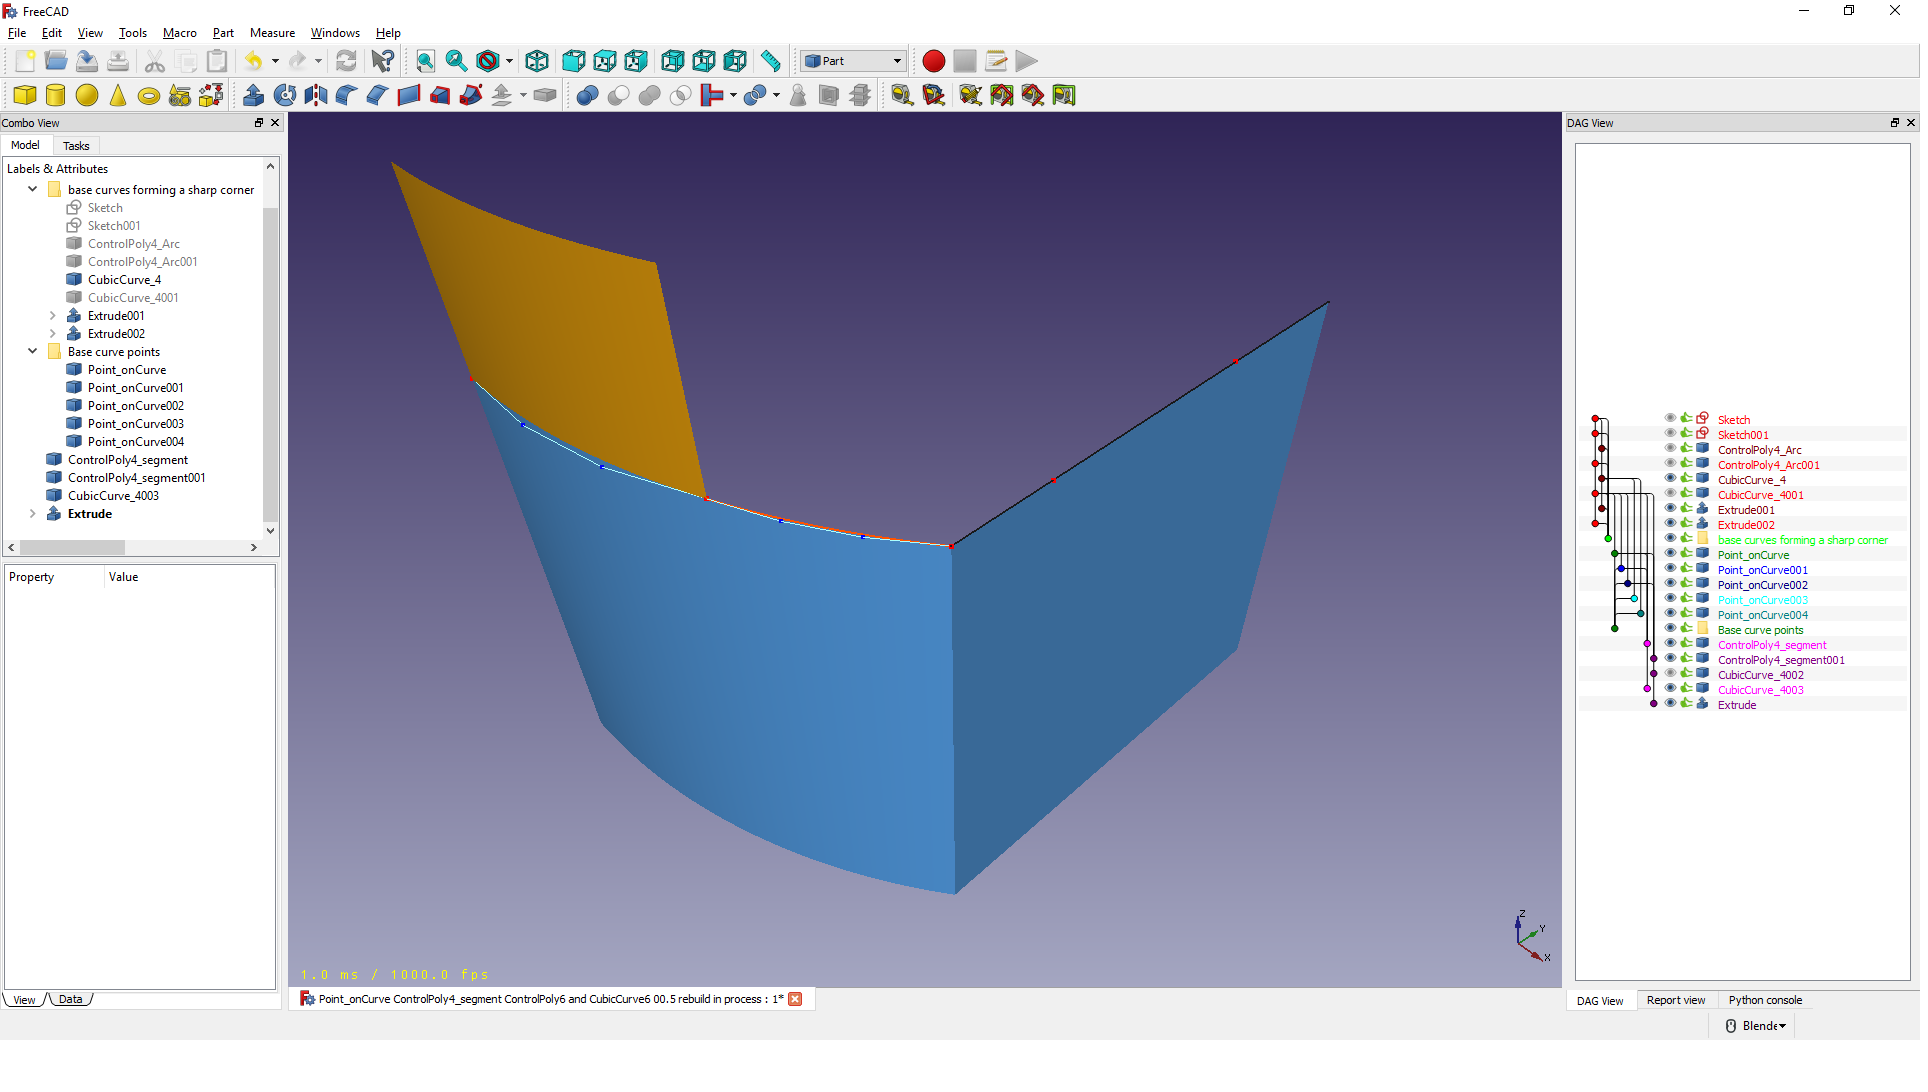 FreeCAD
File Edit View Tools Macro Part Measure Windows Help
Part
Combo View
Model Tasks
Labels & Attributes
base curves forming a sharp corner
Sketch
Sketch001
ControlPoly4_Arc
ControlPoly4_Arc001
CubicCurve_4
CubicCurve_4001
Extrude001
Extrude002
Base curve points
Point_onCurve
Point_onCurve001
Point_onCurve002
Point_onCurve003
Point_onCurve004
ControlPoly4_segment
ControlPoly4_segment001
CubicCurve_4003
Extrude
Property Value
View Data
Z
Y
X
1.0 ms / 1000.0 fps
Point_onCurve ControlPoly4_segment ControlPoly6 and CubicCurve6 00.5 rebuild in process : 1*
DAG View
Sketch
Sketch001
ControlPoly4_Arc
ControlPoly4_Arc001
CubicCurve_4
CubicCurve_4001
Extrude001
Extrude002
base curves forming a sharp corner
Point_onCurve
Point_onCurve001
Point_onCurve002
Point_onCurve003
Point_onCurve004
Base curve points
ControlPoly4_segment
ControlPoly4_segment001
CubicCurve_4002
CubicCurve_4003
Extrude
DAG View Report view Python console
Blende